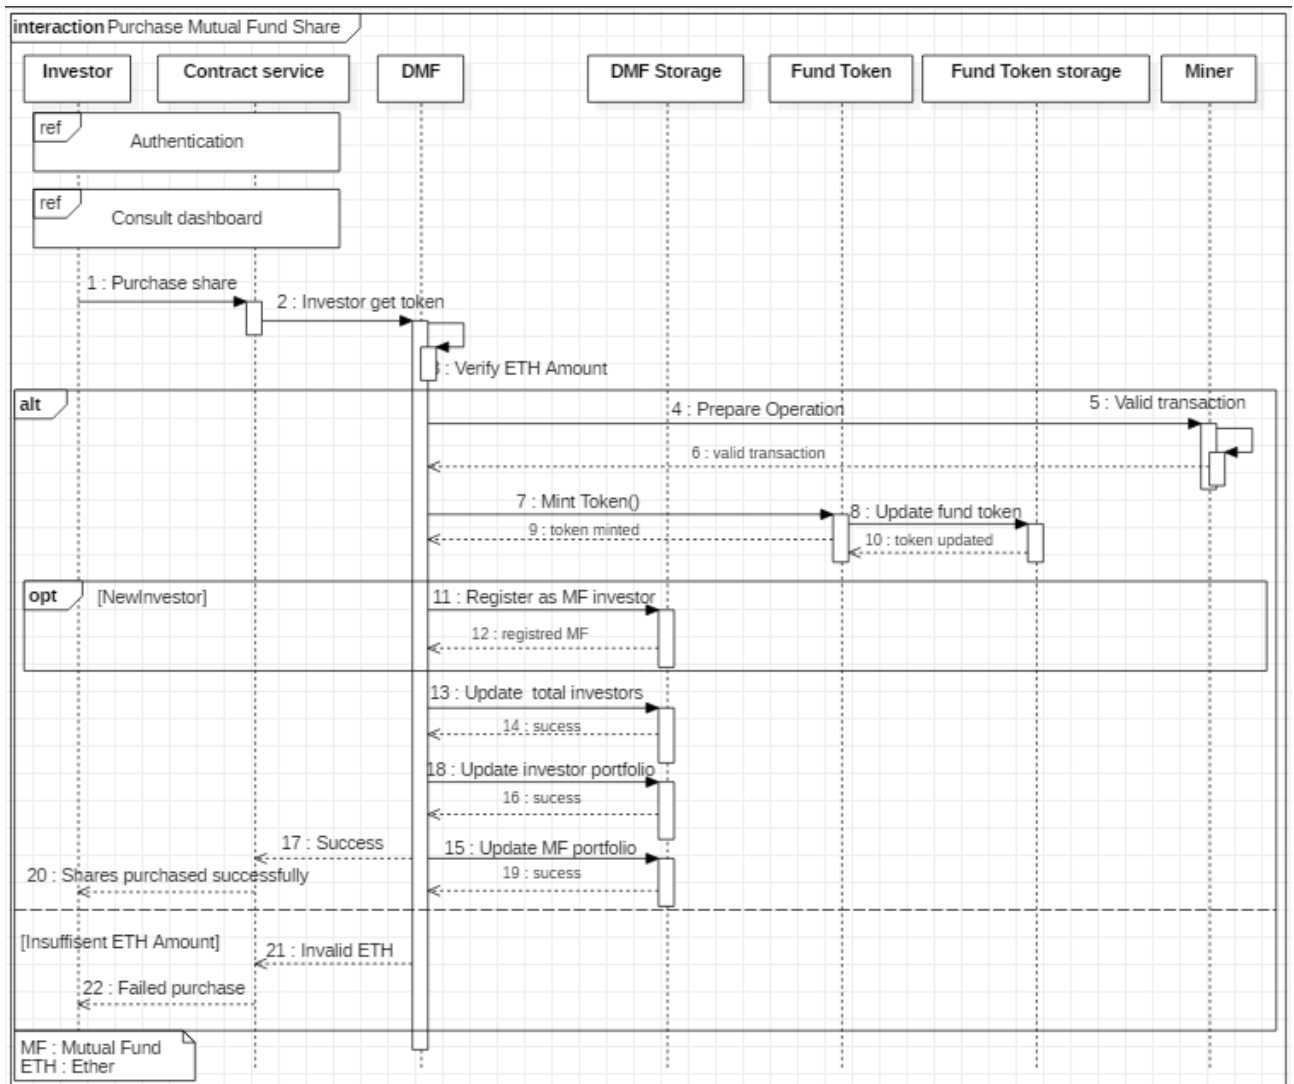 interaction Purchase Mutual Fund Share
Investor
Contract service
DMF
DMF Storage
Fund Token
Fund Token storage
Miner
ref
Authentication
ref
Consult dashboard
1 : Purchase share
2 : Investor get token
3 : Verify ETH Amount
alt
4 : Prepare Operation
5 : Valid transaction
6 : valid transaction
7 : Mint Token()
8 : Update fund token
9 : token minted
10 : token updated
opt
[NewInvestor]
11 : Register as MF investor
12 : registred MF
13 : Update total investors
14 : sucess
18 : Update investor portfolio
16 : sucess
17 : Success
15 : Update MF portfolio
20 : Shares purchased successfully
19 : sucess
[Insuffisent ETH Amount]
21 : Invalid ETH
22 : Failed purchase
MF : Mutual Fund
ETH : Ether